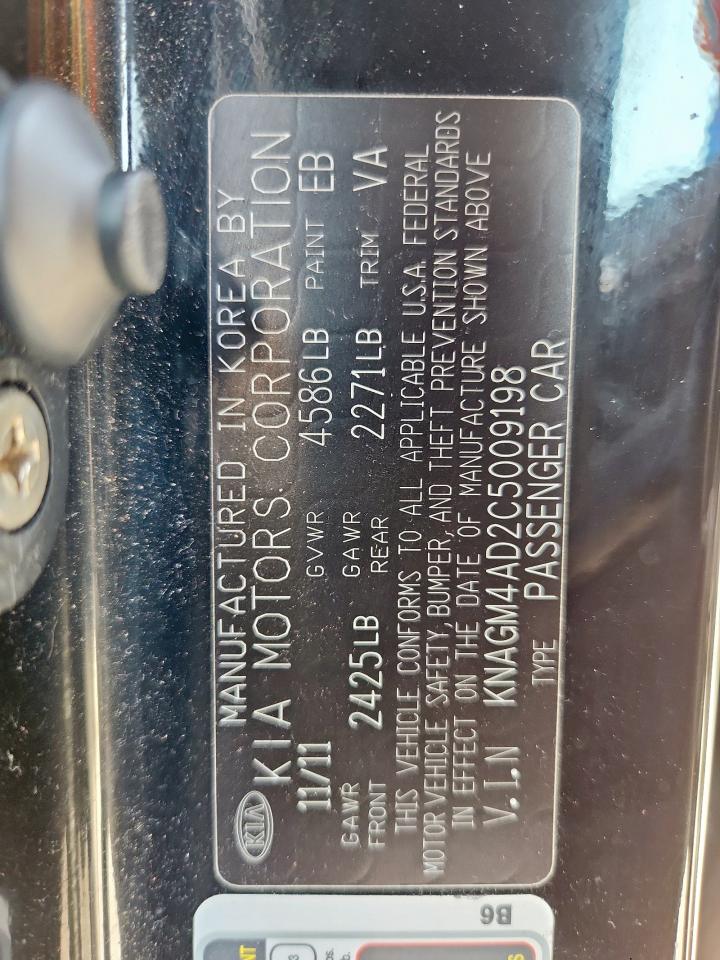 MANUFACTURED IN KOREA BY
KIA KIA MOTORS CORPORATION
11/11 GVWR 4586LB PAINT EB
GAWR FRONT 2425LB GAWR REAR 2271LB TRIM VA
THIS VEHICLE CONFORMS TO ALL APPLICABLE U.S.A. FEDERAL
MOTOR VEHICLE SAFETY, BUMPER, AND THEFT PREVENTION STANDARDS
IN EFFECT ON THE DATE OF MANUFACTURE SHOWN ABOVE
V.I.N KNAGM4AD2C5009198
TYPE PASSENGER CAR
B6